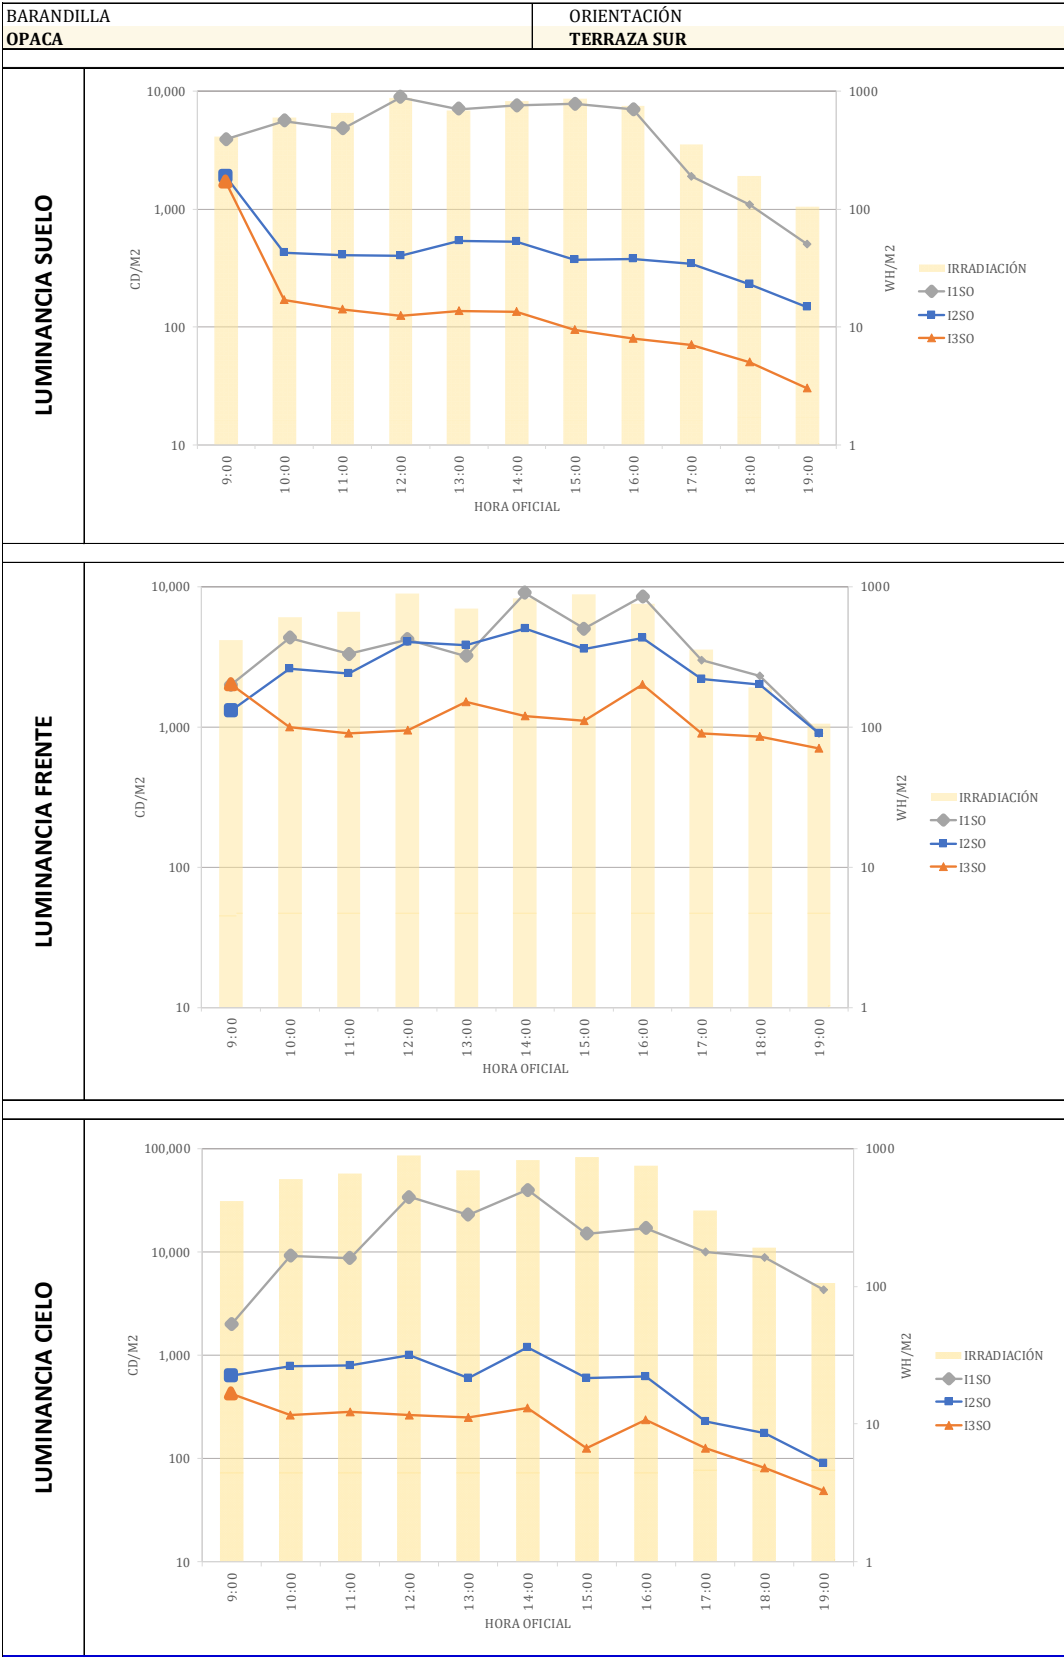 BARANDILLA
ORIENTACIÓN
OPACA
TERRAZA SUR
LUMINANCIA SUELO
10,000
1,000
100
10
CD/M2
1000
100
10
1
WH/M2
9:00
10:00
11:00
12:00
13:00
14:00
15:00
16:00
17:00
18:00
19:00
HORA OFICIAL
IRRADIACIÓN
I1SO
I2SO
I3SO
LUMINANCIA FRENTE
10,000
1,000
100
10
CD/M2
1000
100
10
1
WH/M2
9:00
10:00
11:00
12:00
13:00
14:00
15:00
16:00
17:00
18:00
19:00
HORA OFICIAL
IRRADIACIÓN
I1SO
I2SO
I3SO
LUMINANCIA CIELO
100,000
10,000
1,000
100
10
CD/M2
1000
100
10
1
WH/M2
9:00
10:00
11:00
12:00
13:00
14:00
15:00
16:00
17:00
18:00
19:00
HORA OFICIAL
IRRADIACIÓN
I1SO
I2SO
I3SO